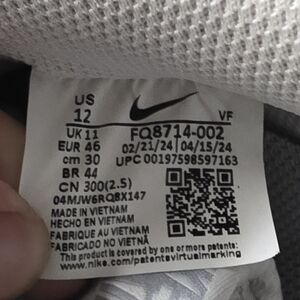 US
12
VF
UK 11
FQ8714-002
EUR 46
02/21/24 04/15/24
cm 30
UPC 00197598597163
BR 44
CN 300(2.5)
04MJW6RQ8X147
MADE IN VIETNAM
HECHO EN VIETNAM
FABRIQUE AU VIETNAM
FABRICADO NO VIETNÃ
This product is covered by one or more patents:
www.nike.com/patentsvirtualmarking